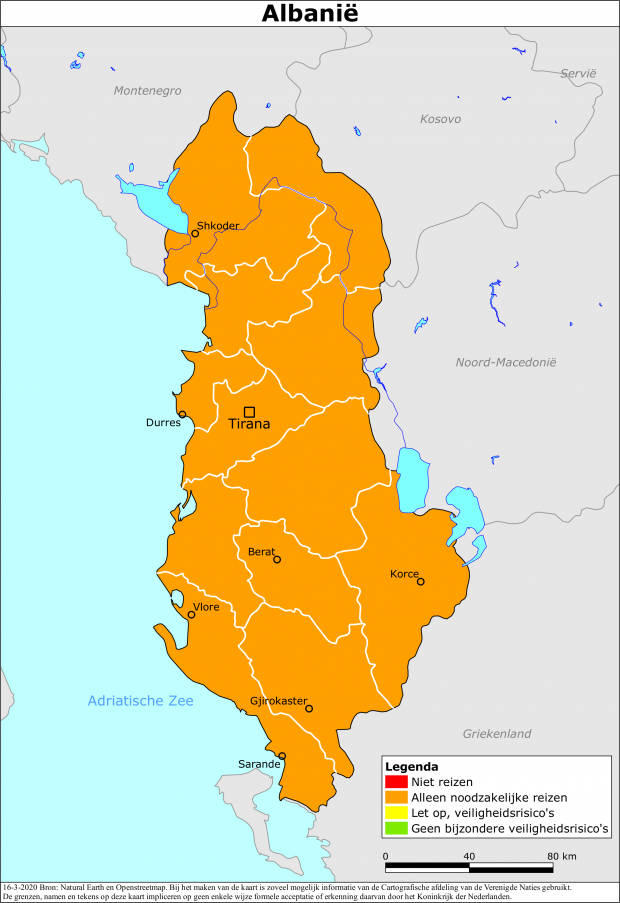 Albanië
Servië
Montenegro
Kosovo
Shkoder
Noord-Macedonië
Durres
Tirana
Berat
Korce
Vlore
Adriatische Zee
Gjirokaster
Griekenland
Sarande
Legenda
Niet reizen
Alleen noodzakelijke reizen
Let op, veiligheidsrisico's
Geen bijzondere veiligheidsrisico's
0 40 80 km
16-3-2020 Bron: Natural Earth en Openstreetmap. Bij het maken van de kaart is zoveel mogelijk informatie van de Cartografische afdeling van de Verenigde Naties gebruikt.
De grenzen, namen en tekens op deze kaart impliceren op geen enkele wijze formele acceptatie of erkenning daarvan door het Koninkrijk der Nederlanden.